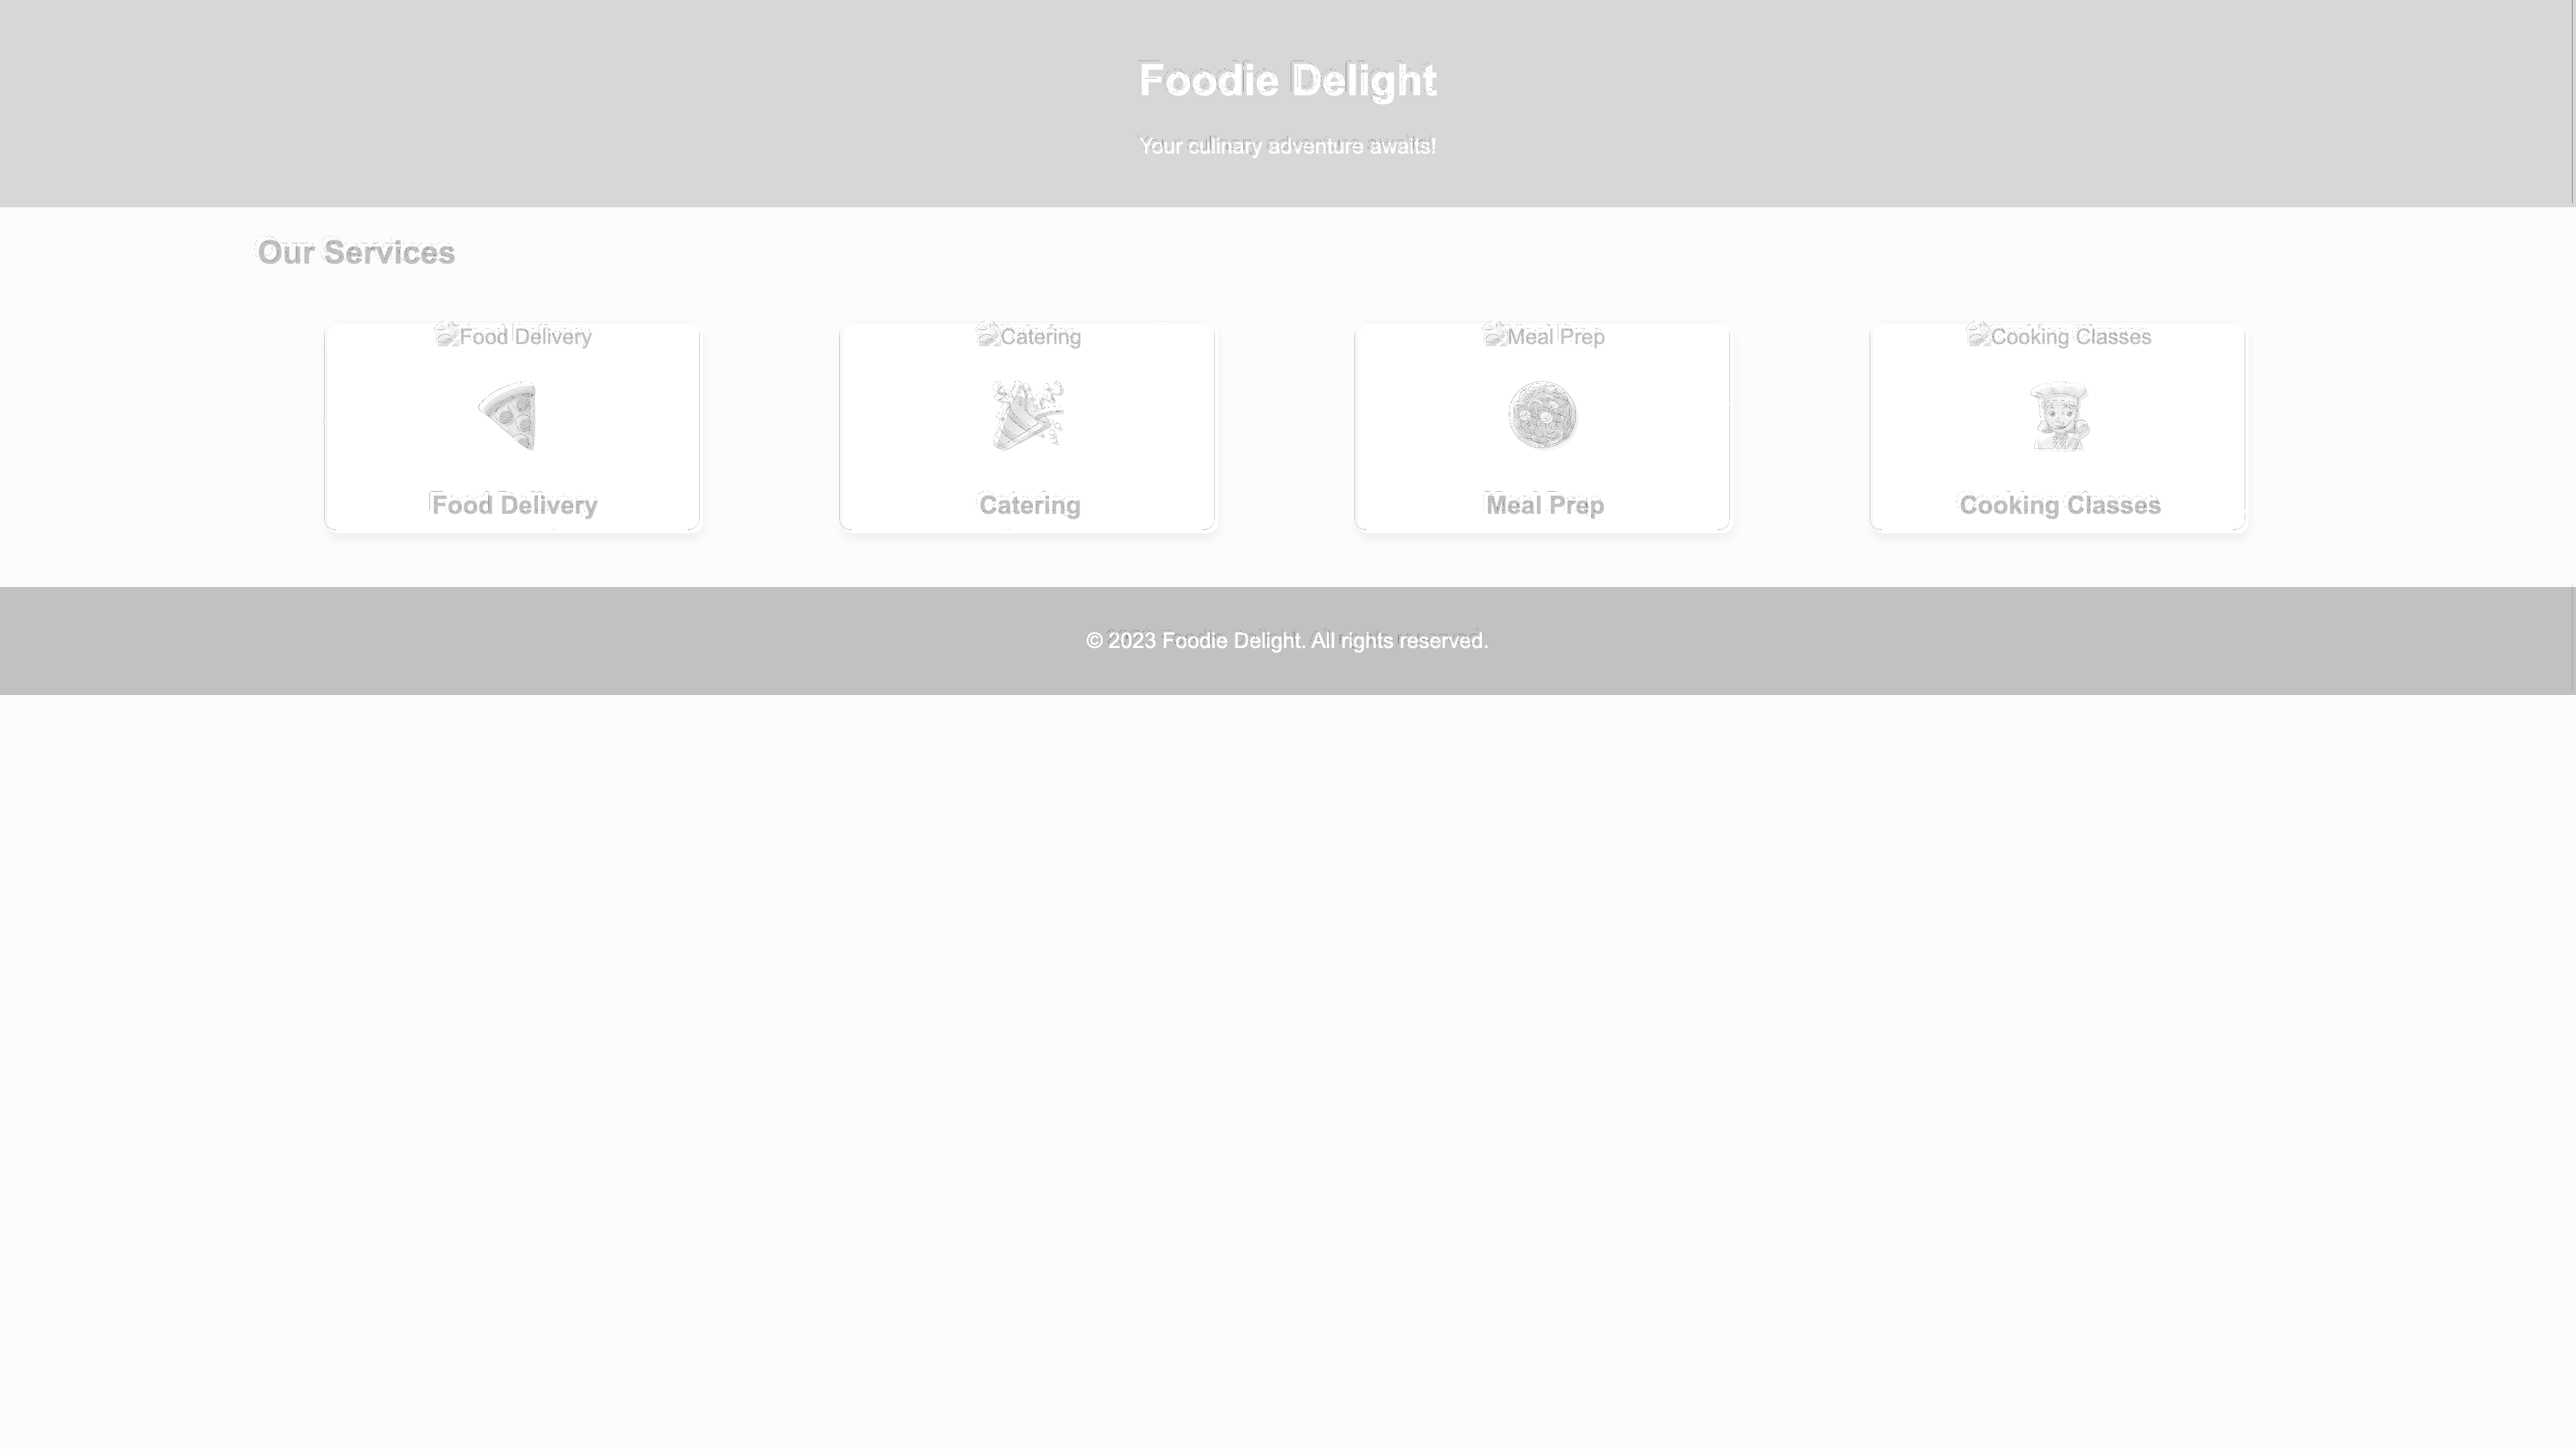 Foodie Delight
Your culinary adventure awaits!
Our Services
Food Delivery
Catering
Meal Prep
Cooking Classes
Food Delivery
Catering
Meal Prep
Cooking Classes
© 2023 Foodie Delight. All rights reserved.